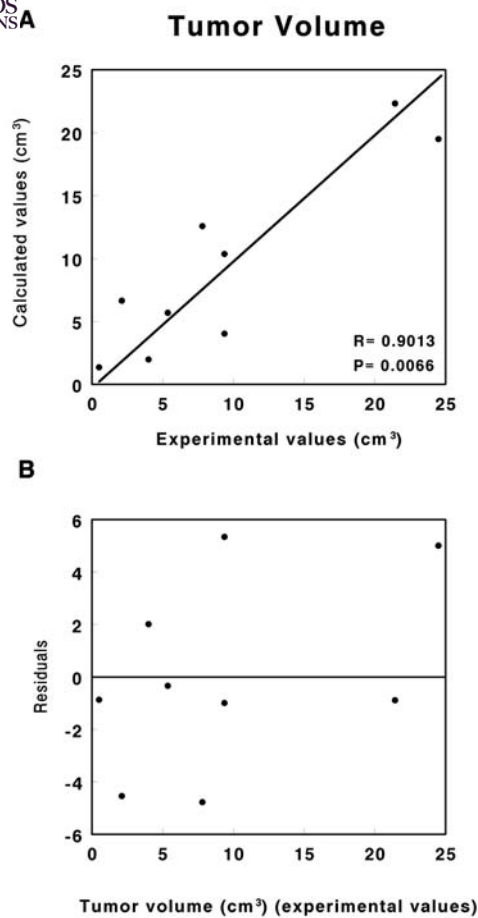 A
Tumor Volume
Calculated values (cm³)
25
20
15
10
5
0
R= 0.9013
P= 0.0066
0 5 10 15 20 25
Experimental values (cm³)
B
Residuals
6
4
2
0
-2
-4
-6
0 5 10 15 20 25
Tumor volume (cm³) (experimental values)